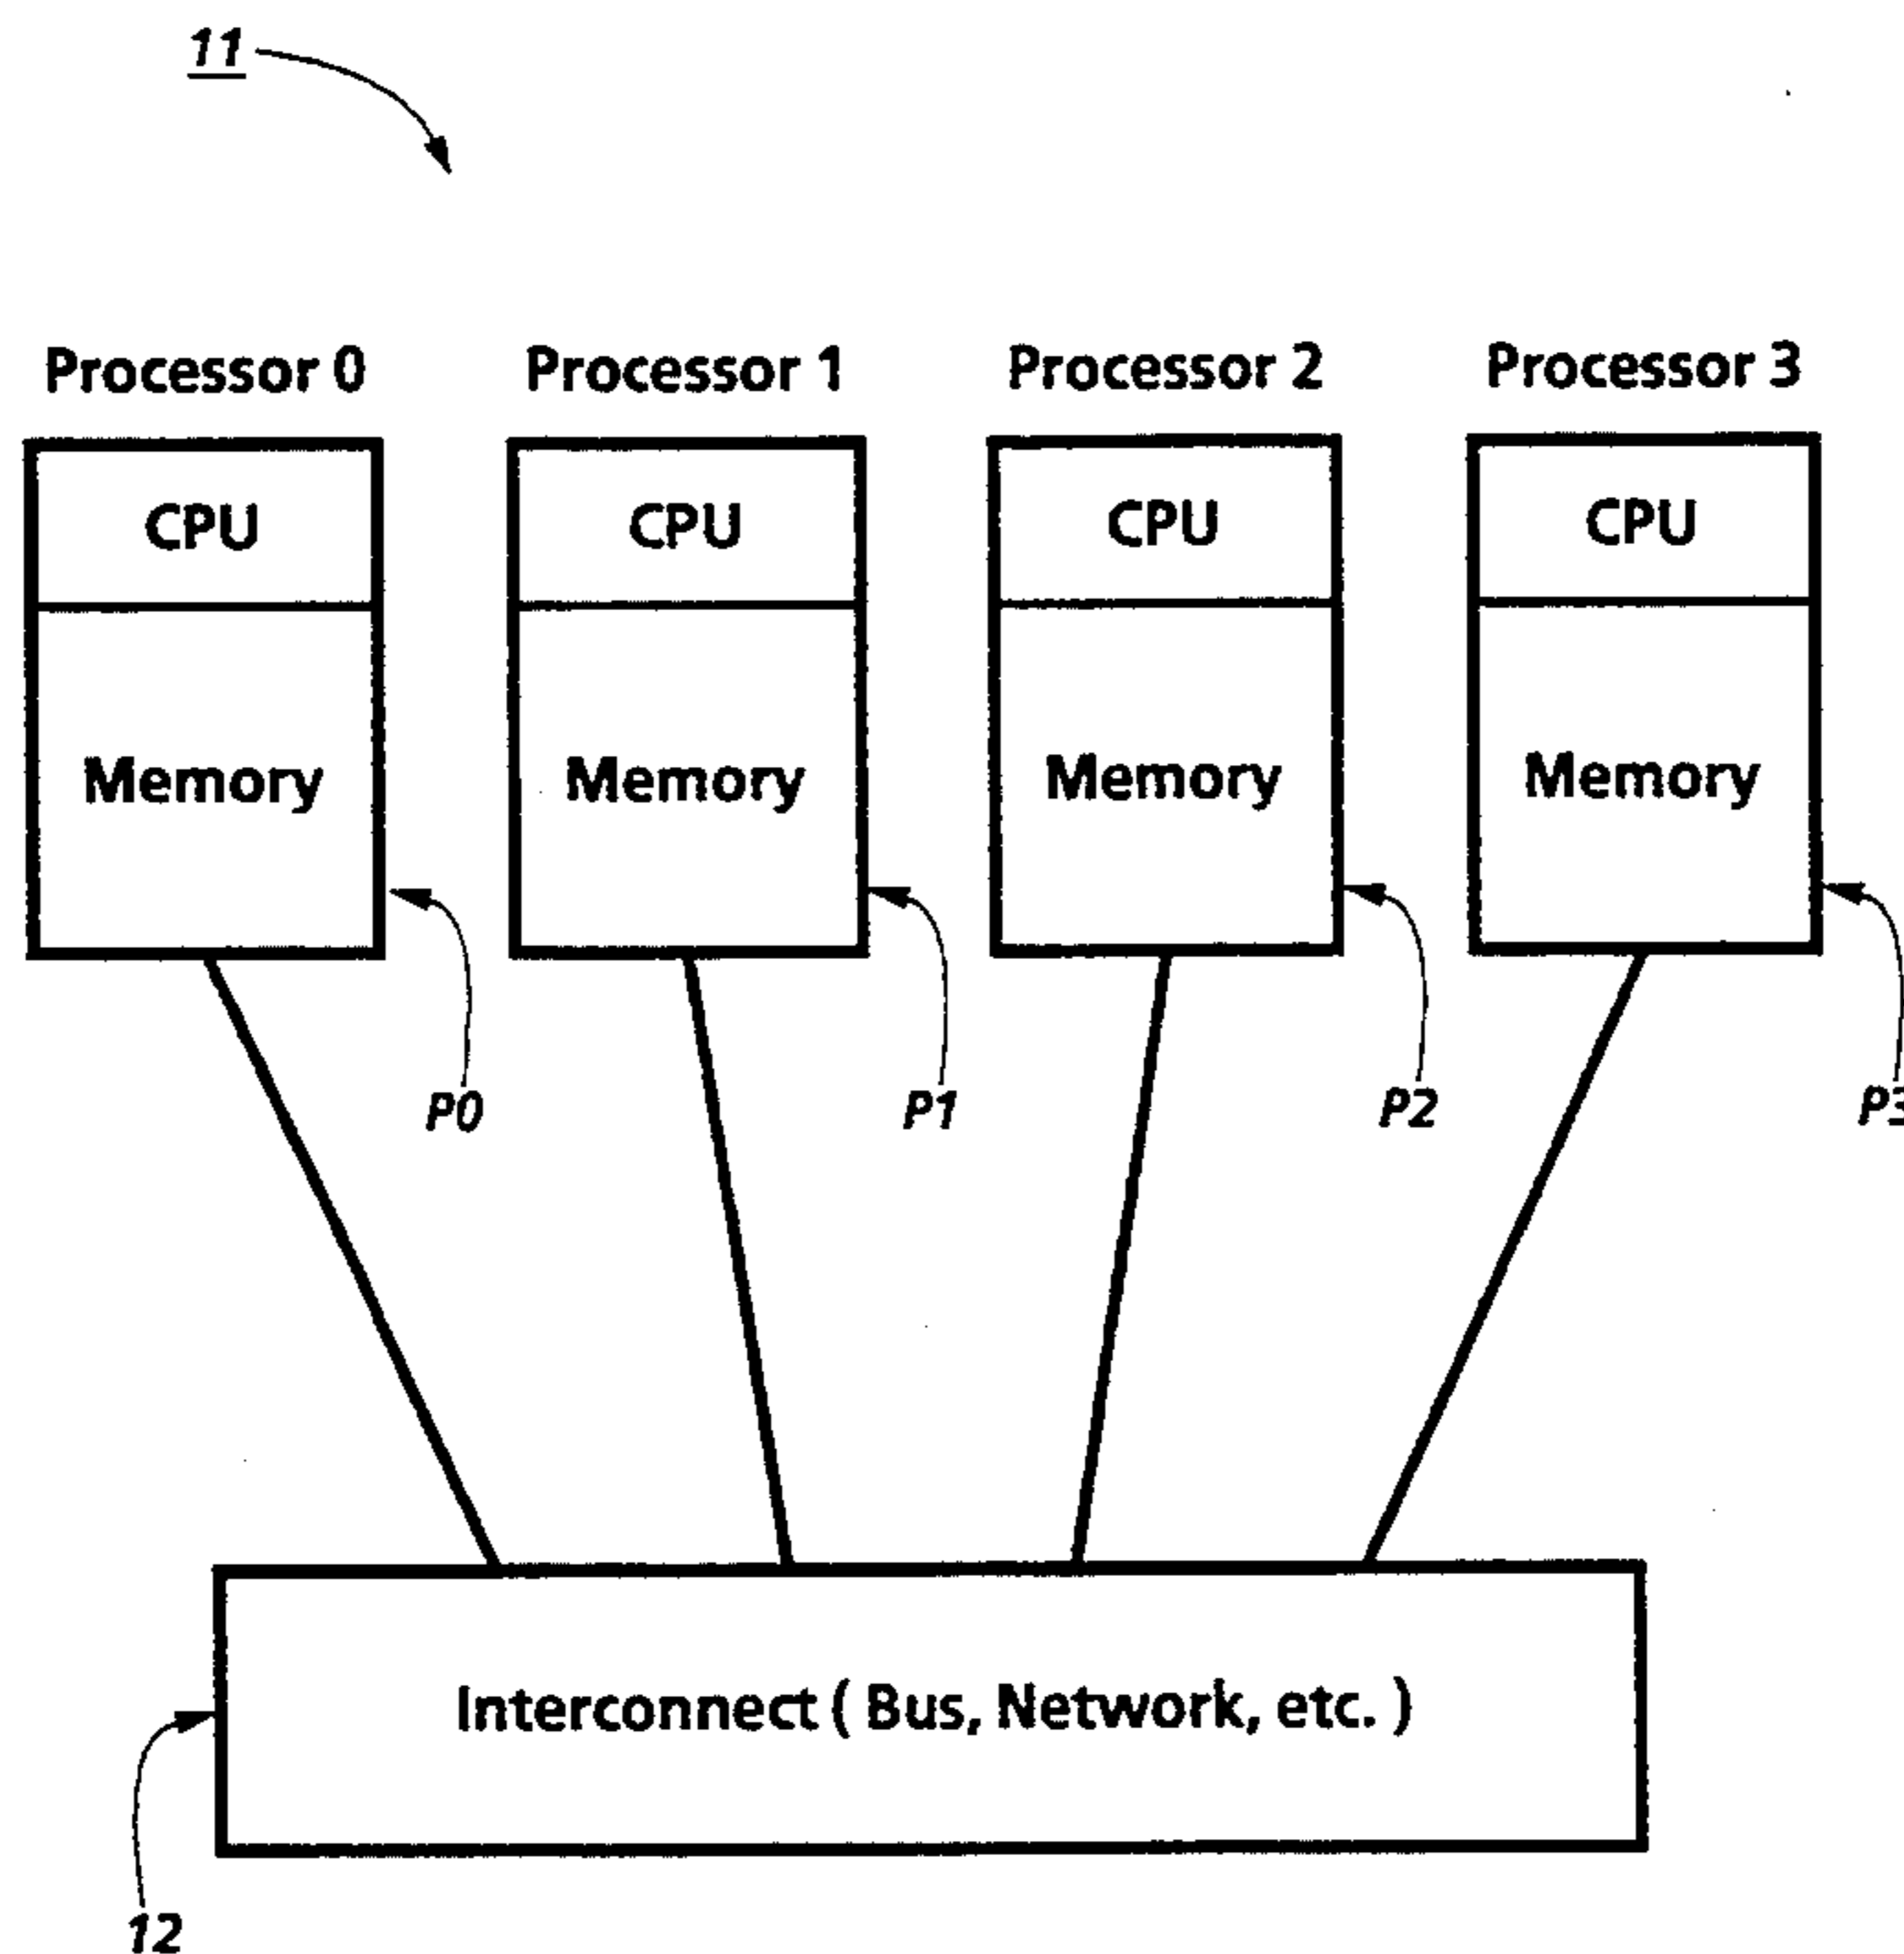 11
Processor 0 Processor 1 Processor 2 Processor 3
CPU CPU CPU CPU
Memory Memory Memory Memory
P0 P1 P2 P3
Interconnect ( Bus, Network, etc. )
12